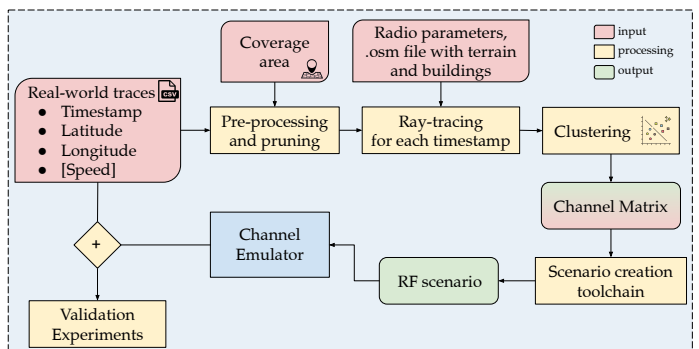 Coverage
area
Radio parameters,
.osm file with terrain
and buildings
input
processing
output
Real-world traces
CSV
● Timestamp
● Latitude
● Longitude
● [Speed]
Pre-processing
and pruning
Ray-tracing
for each timestamp
Clustering
Channel Matrix
+
Channel
Emulator
RF scenario
Scenario creation
toolchain
Validation
Experiments